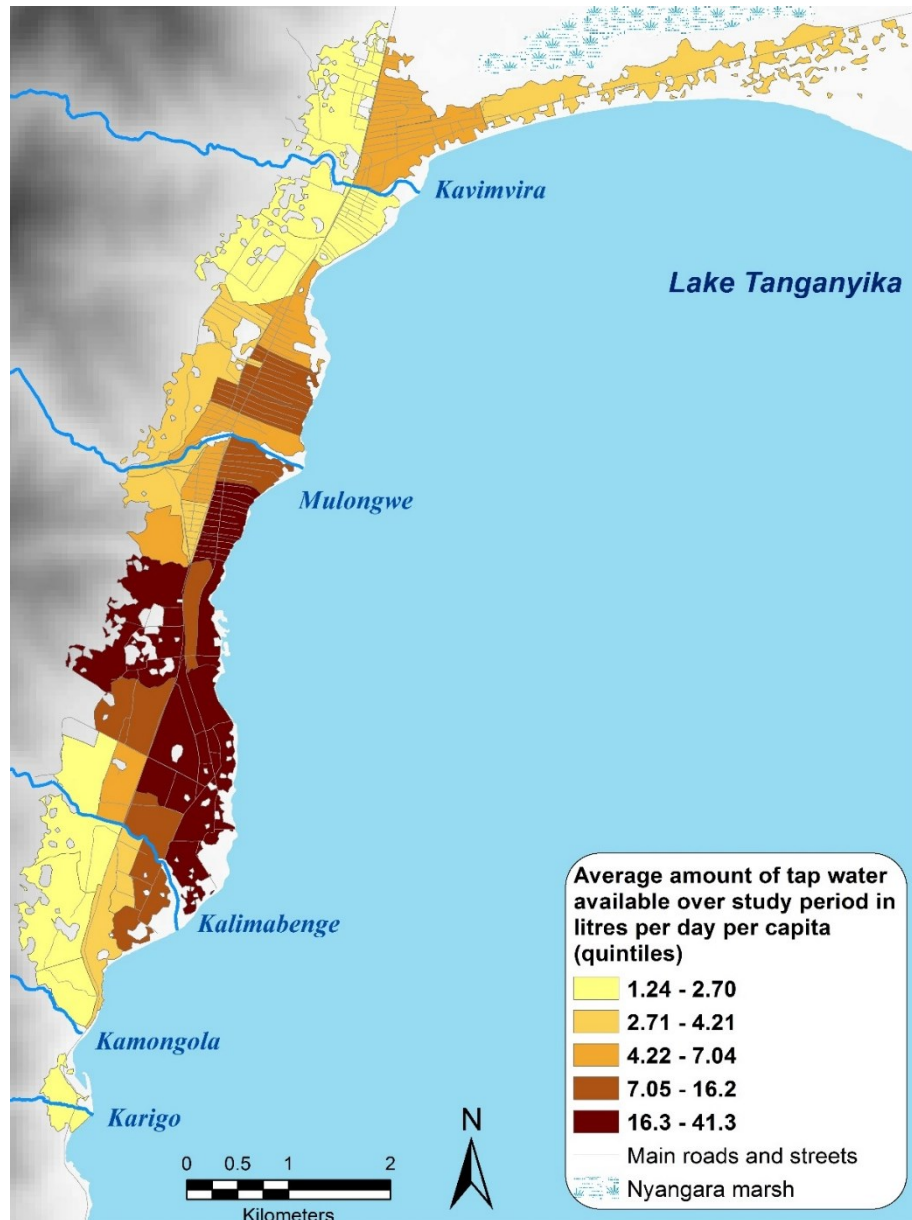 Kavimvira
Lake Tanganyika
Mulongwe
Kalimabenge
Kamongola
Karigo
N
0 0.5 1 2
Kilometers
Average amount of tap water
available over study period in
litres per day per capita
(quintiles)
1.24 - 2.70
2.71 - 4.21
4.22 - 7.04
7.05 - 16.2
16.3 - 41.3
Main roads and streets
Nyangara marsh